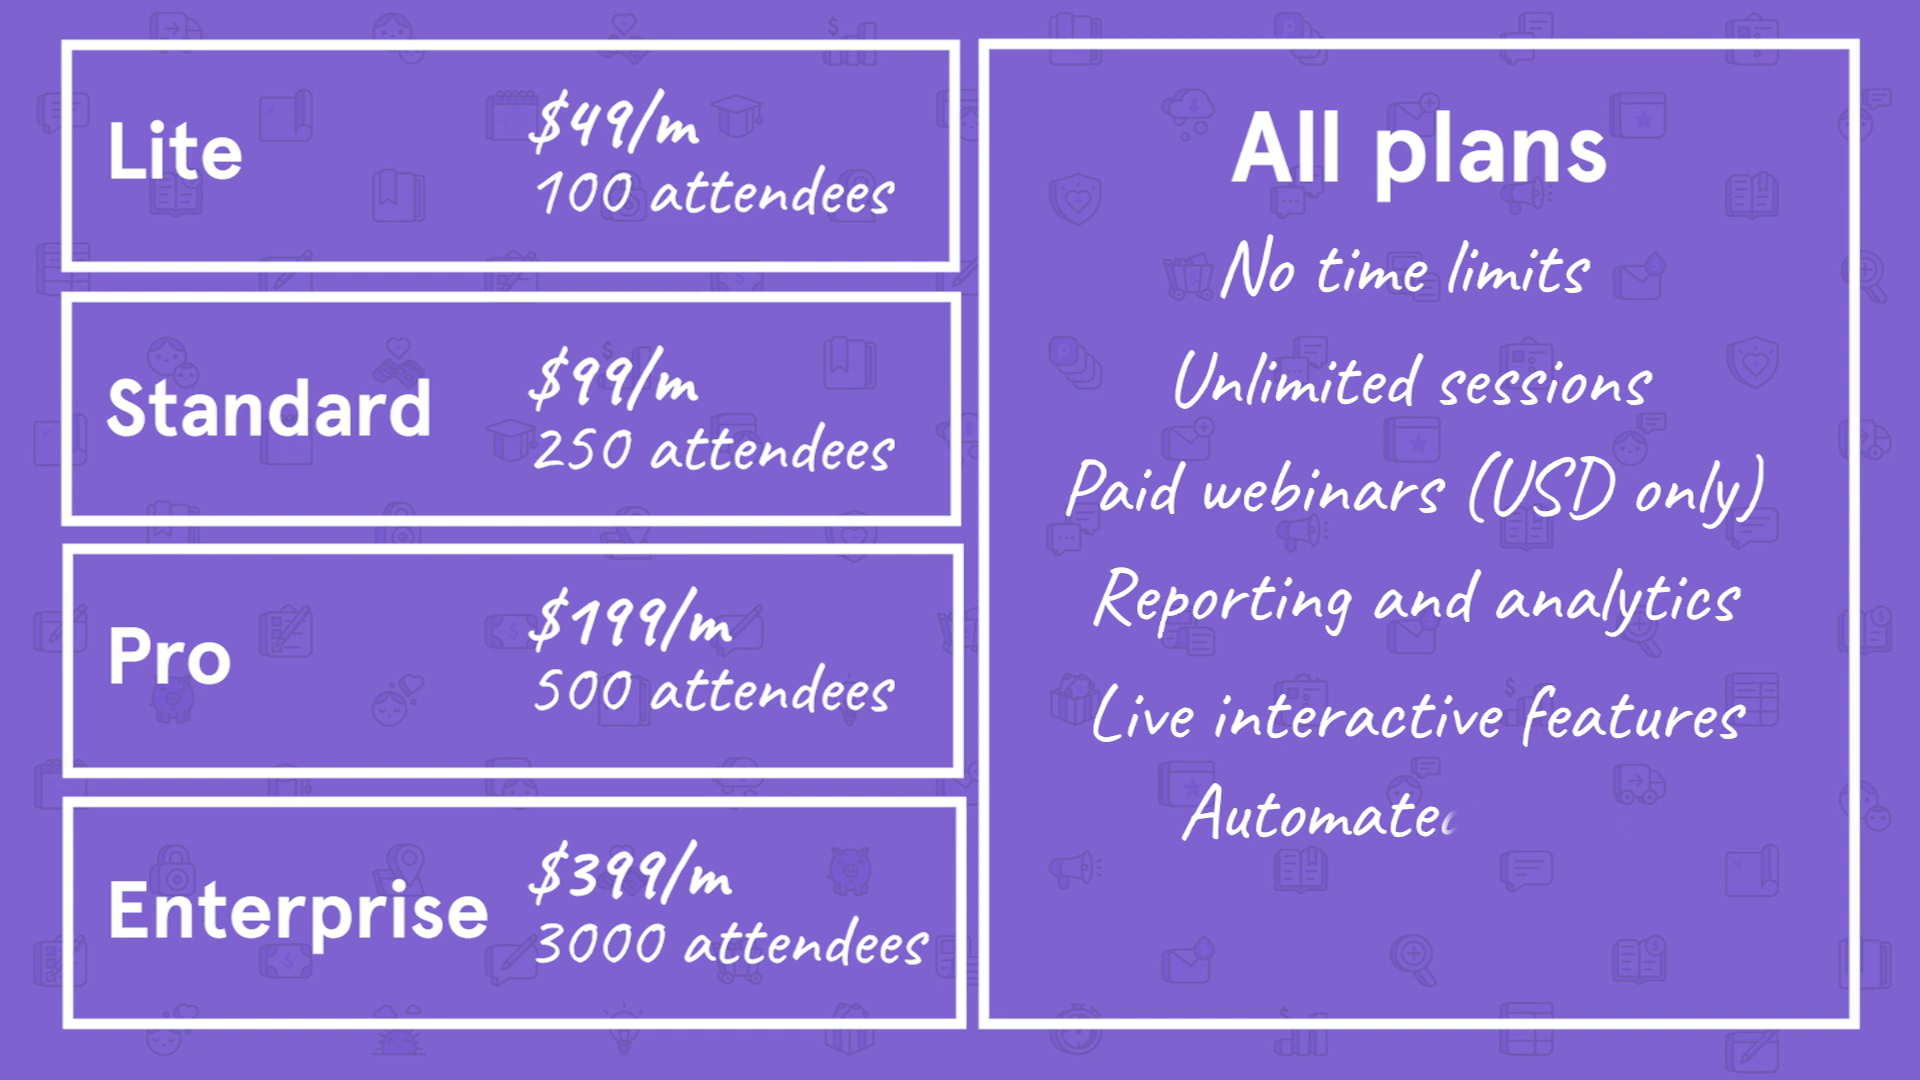 Lite
$49/m
100 attendees
Standard
$99/m
250 attendees
Pro
$199/m
500 attendees
Enterprise
$399/m
3000 attendees
All plans
No time limits
Unlimited sessions
Paid webinars (USD only)
Reporting and analytics
Live interactive features